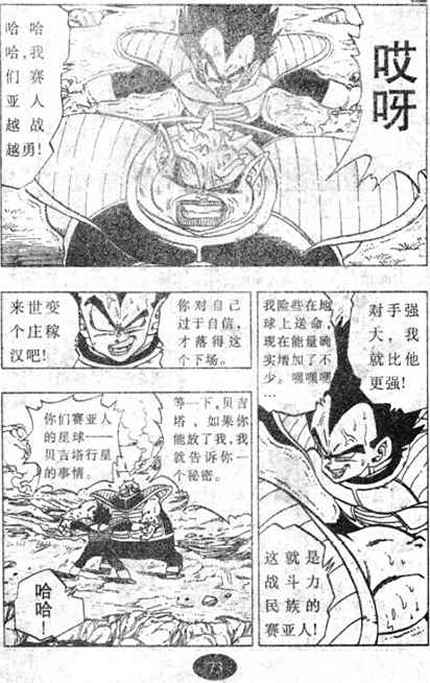 哎
呀
哈哈
哈,我
们赛
亚人
越战
越勇!
对手强
大,我
就比他
更强!
我险些在地
球上送命,
现在能量确
实增加了不
少。嘿嘿嘿
…
这就是
战斗力
民族的
赛亚人!
你对自己
过于自信,
才落得这
个下场。
来世变
个庄稼
汉吧!
等一下,贝吉
塔,如果你
能放了我,我
就告诉你一
个秘密。
你们赛亚人
的星球——
贝吉塔行星
的事情。
哈
哈
!
73